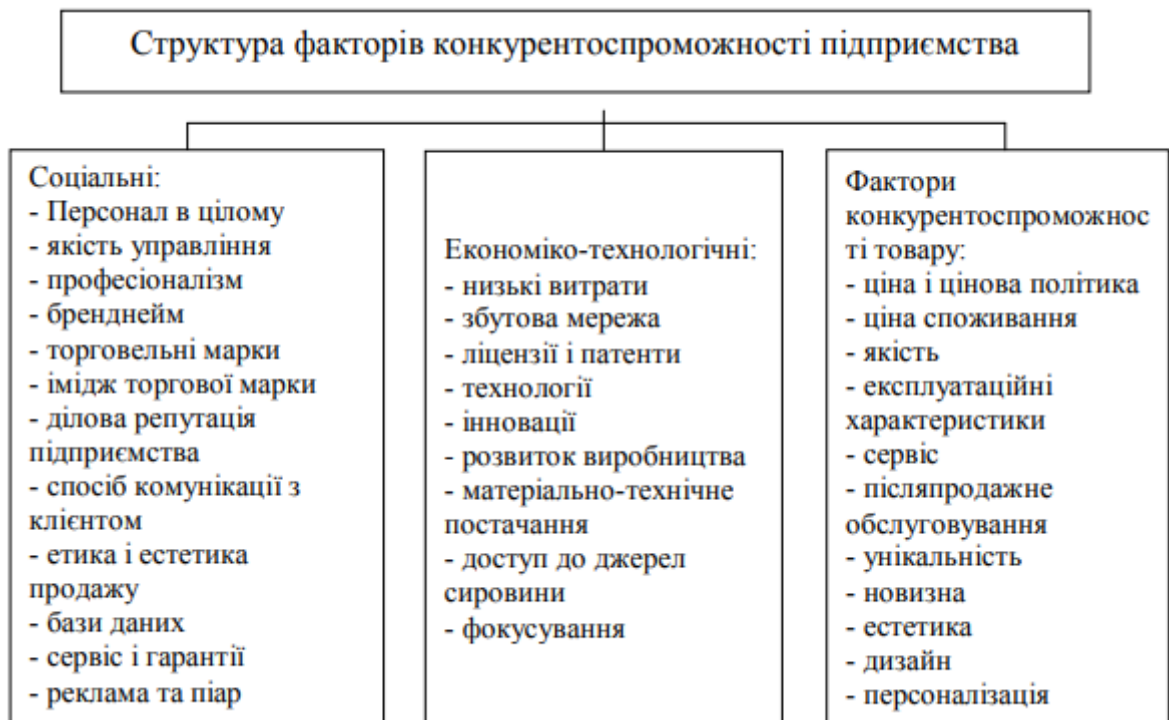 Структура факторів конкурентоспроможності підприємства
Соціальні:
- Персонал в цілому
- якість управління
- професіоналізм
- бренднейм
- торговельні марки
- імідж торгової марки
- ділова репутація
підприємства
- спосіб комунікації з
клієнтом
- етика і естетика
продажу
- бази даних
- сервіс і гарантії
- реклама та піар
Економіко-технологічні:
- низькі витрати
- збутова мережа
- ліцензії і патенти
- технології
- інновації
- розвиток виробництва
- матеріально-технічне
постачання
- доступ до джерел
сировини
- фокусування
Фактори
конкурентоспроможнос
ті товару:
- ціна і цінова політика
- ціна споживання
- якість
- експлуатаційні
характеристики
- сервіс
- післяпродажне
обслуговування
- унікальність
- новизна
- естетика
- дизайн
- персоналізація